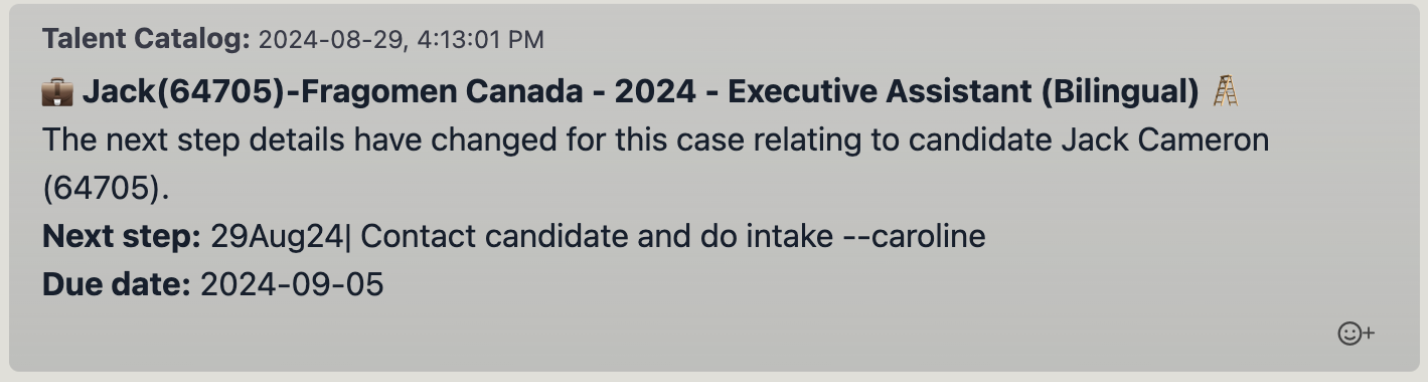 Talent Catalog: 2024-08-29, 4:13:01 PM
💼 Jack(64705)-Fragomen Canada - 2024 - Executive Assistant (Bilingual) 🪜
The next step details have changed for this case relating to candidate Jack Cameron
(64705).
Next step: 29Aug24| Contact candidate and do intake --caroline
Due date: 2024-09-05